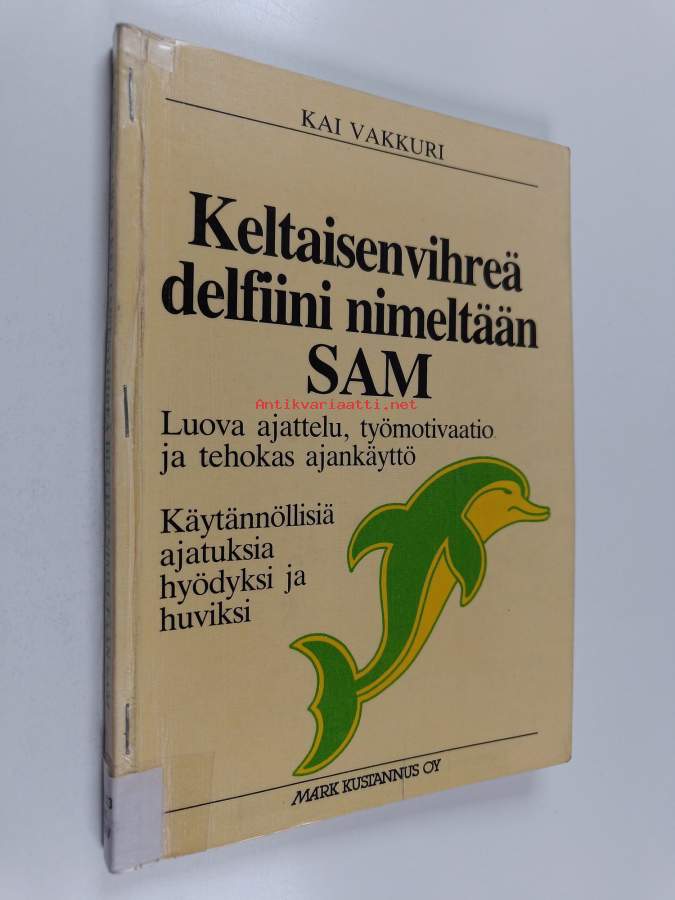 KAI VAKKURI
Keltaisenvihreä
delfiini nimeltään
SAM
Antikvariaatti.net
Luova ajattelu, työmotivaatio
ja tehokas ajankäyttö
Käytännöllisiä
ajatuksia
hyödyksi ja
huviksi
MARK KUSTANNUS OY